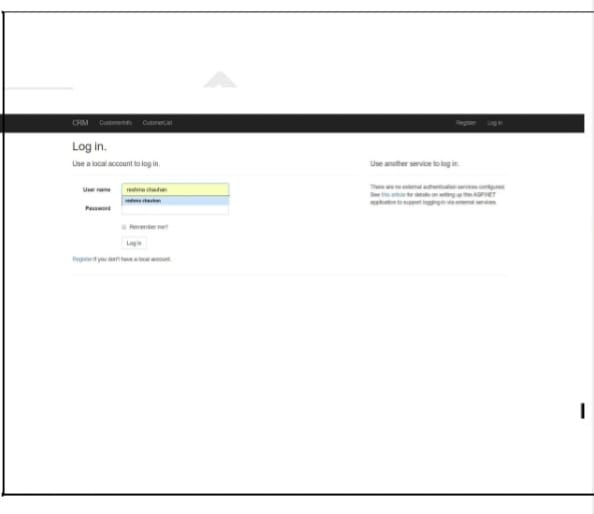 CRM CustomerInfo CutomerList Register Log in
Log in.
Use a local account to log in.
User name reshma chauhan
reshma chauhan
Password
Remember me?
Log in
Register if you don't have a local account.
Use another service to log in.
There are no external authentication services configured.
See this article for details on setting up this ASP.NET
application to support logging in via external services.